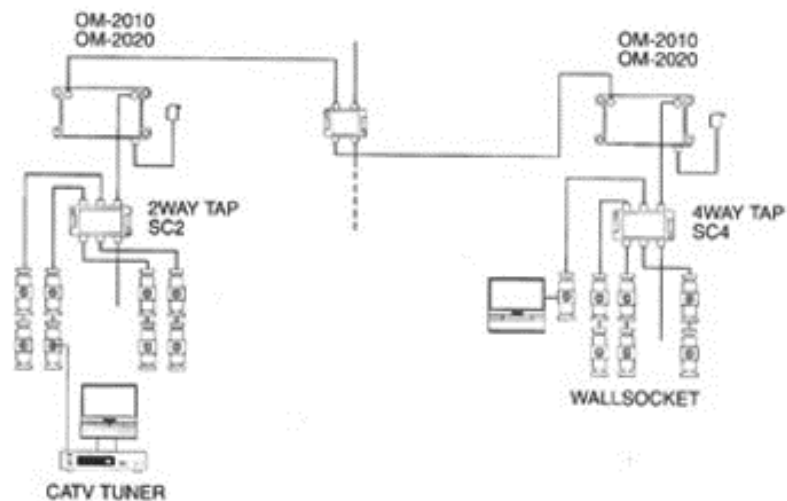 OM-2010
OM-2020
OM-2010
OM-2020
2WAY TAP
SC2
4WAY TAP
SC4
WALLSOCKET
CATV TUNER